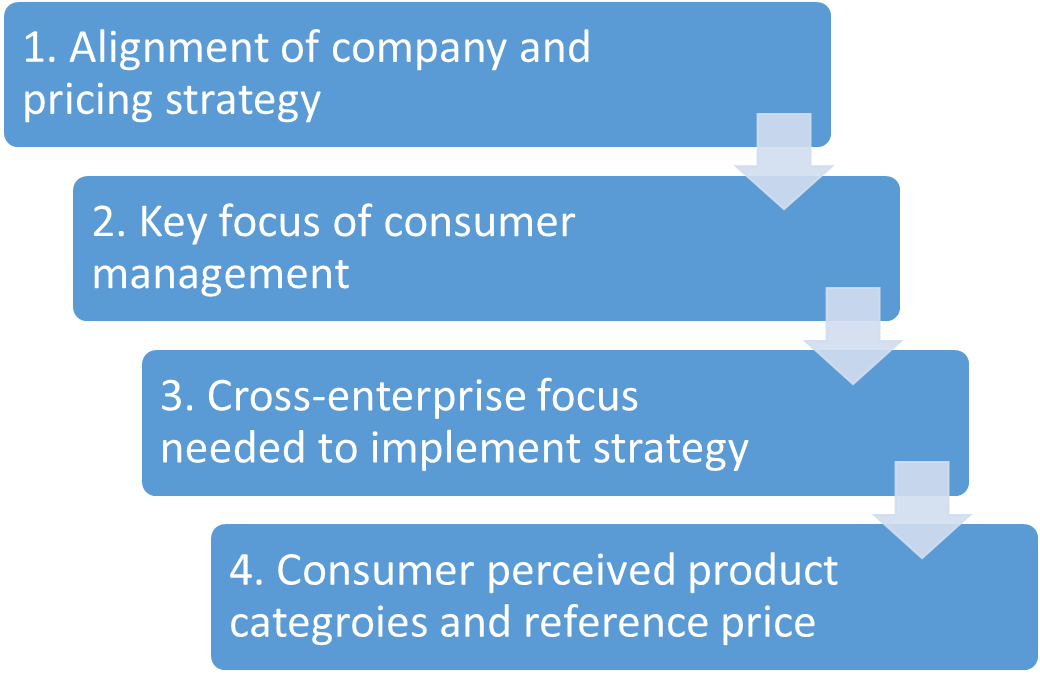 1. Alignment of company and
pricing strategy
2. Key focus of consumer
management
3. Cross-enterprise focus
needed to implement strategy
4. Consumer perceived product
categroies and reference price